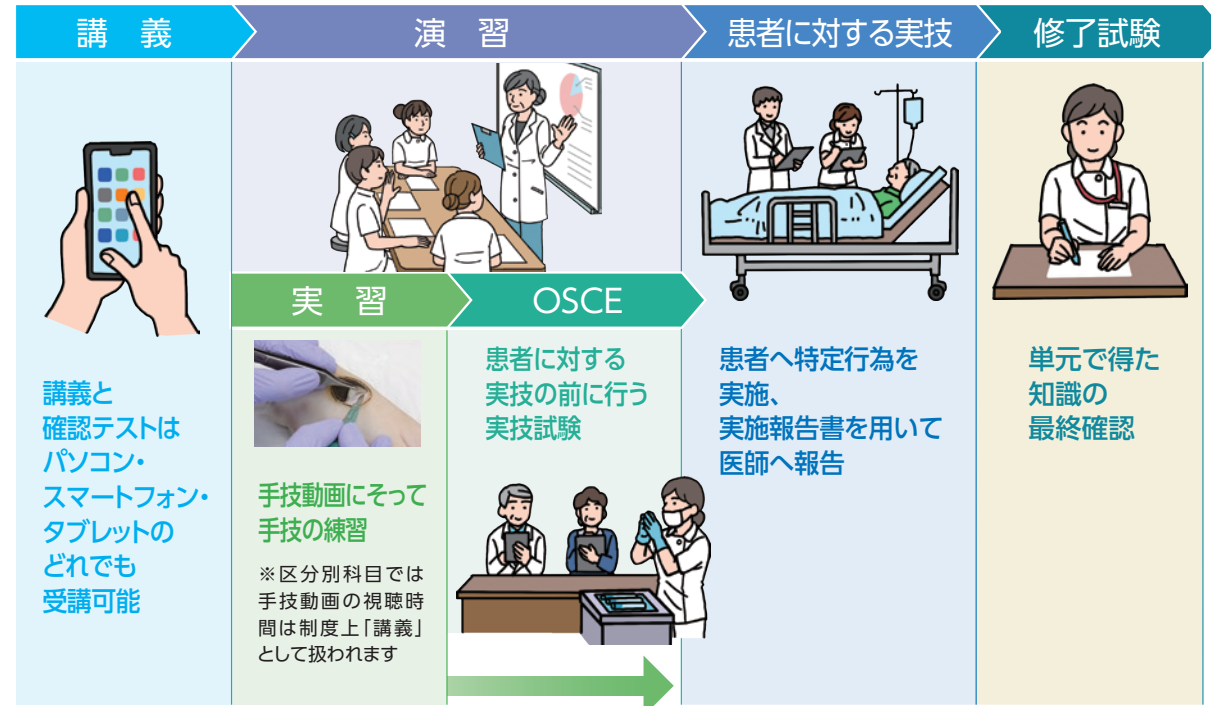 講義
演習
患者に対する実技
修了試験
講義と
確認テストは
パソコン・
スマートフォン・
タブレットの
どれでも
受講可能
実習
OSCE
手技動画にそって
手技の練習
※区分別科目では
手技動画の視聴時
間は制度上「講義」
として扱われます
患者に対する
実技の前に行う
実技試験
患者へ特定行為を
実施、
実施報告書を用いて
医師へ報告
単元で得た
知識の
最終確認